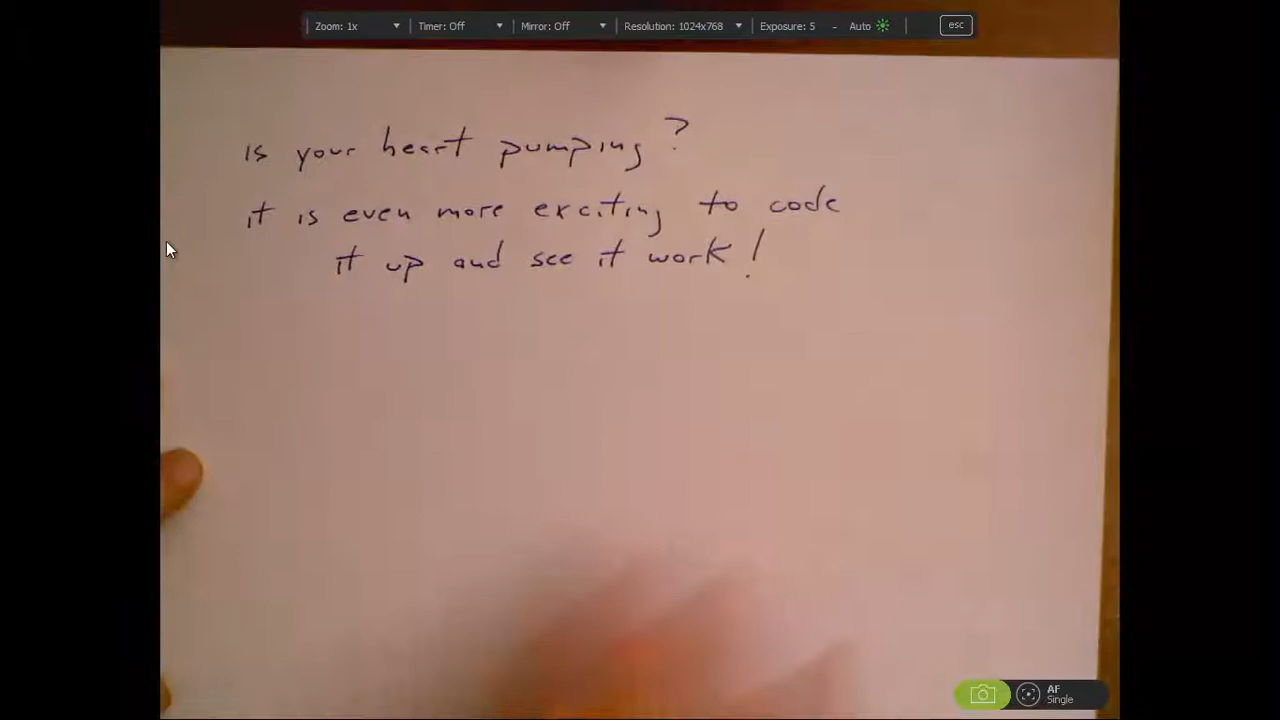 Zoom: 1x Timer: Off Mirror: Off Resolution: 1024x768 Exposure: 5 - Auto esc
is your heart pumping?
it is even more exciting to code
it up and see it work!
AF
Single